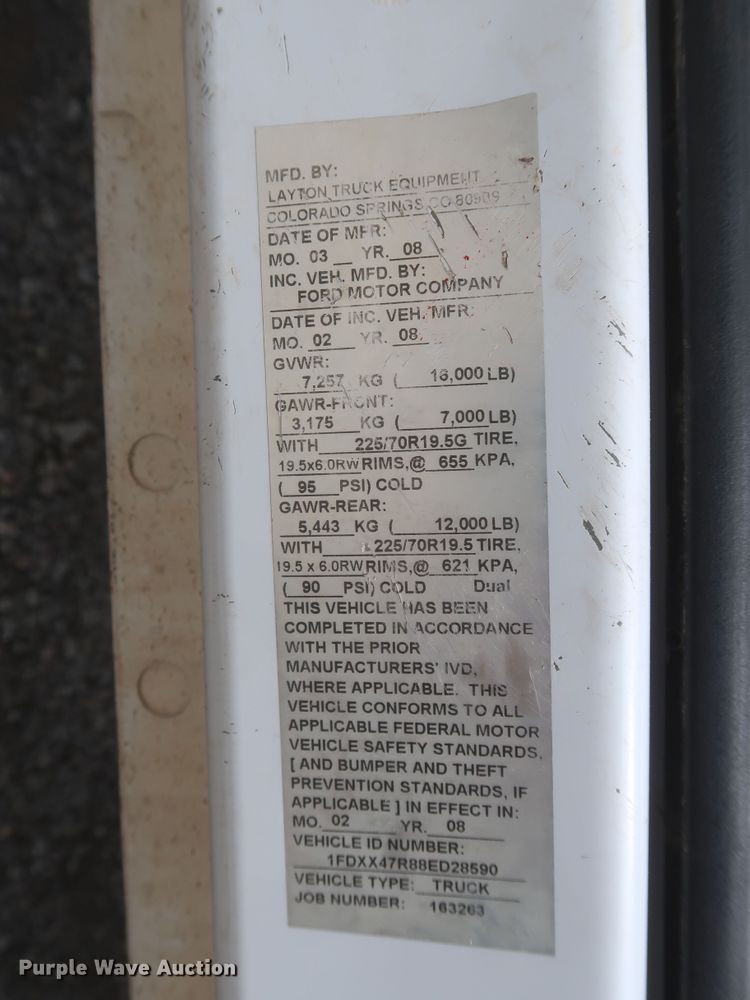 MFD. BY:
LAYTON TRUCK EQUIPMENT
COLORADO SPRINGS, CO 80909
DATE OF MFR:
MO. 03 YR. 08
INC. VEH. MFD. BY:
FORD MOTOR COMPANY
DATE OF INC. VEH. MFR:
MO. 02 YR. 08
GVWR:
7,257 KG ( 16,000 LB)
GAWR-FRONT:
3,175 KG ( 7,000 LB)
WITH 225/70R19.5G TIRE,
19.5x6.0RW RIMS,@ 655 KPA,
( 95 PSI) COLD
GAWR-REAR:
5,443 KG ( 12,000 LB)
WITH 225/70R19.5 TIRE,
19.5 x 6.0RW RIMS,@ 621 KPA,
( 90 PSI) COLD Dual
THIS VEHICLE HAS BEEN
COMPLETED IN ACCORDANCE
WITH THE PRIOR
MANUFACTURERS' IVD,
WHERE APPLICABLE. THIS
VEHICLE CONFORMS TO ALL
APPLICABLE FEDERAL MOTOR
VEHICLE SAFETY STANDARDS,
[ AND BUMPER AND THEFT
PREVENTION STANDARDS, IF
APPLICABLE ] IN EFFECT IN:
MO. 02 YR. 08
VEHICLE ID NUMBER:
1FDXX47R88ED28590
VEHICLE TYPE: TRUCK
JOB NUMBER: 163263
Purple Wave Auction